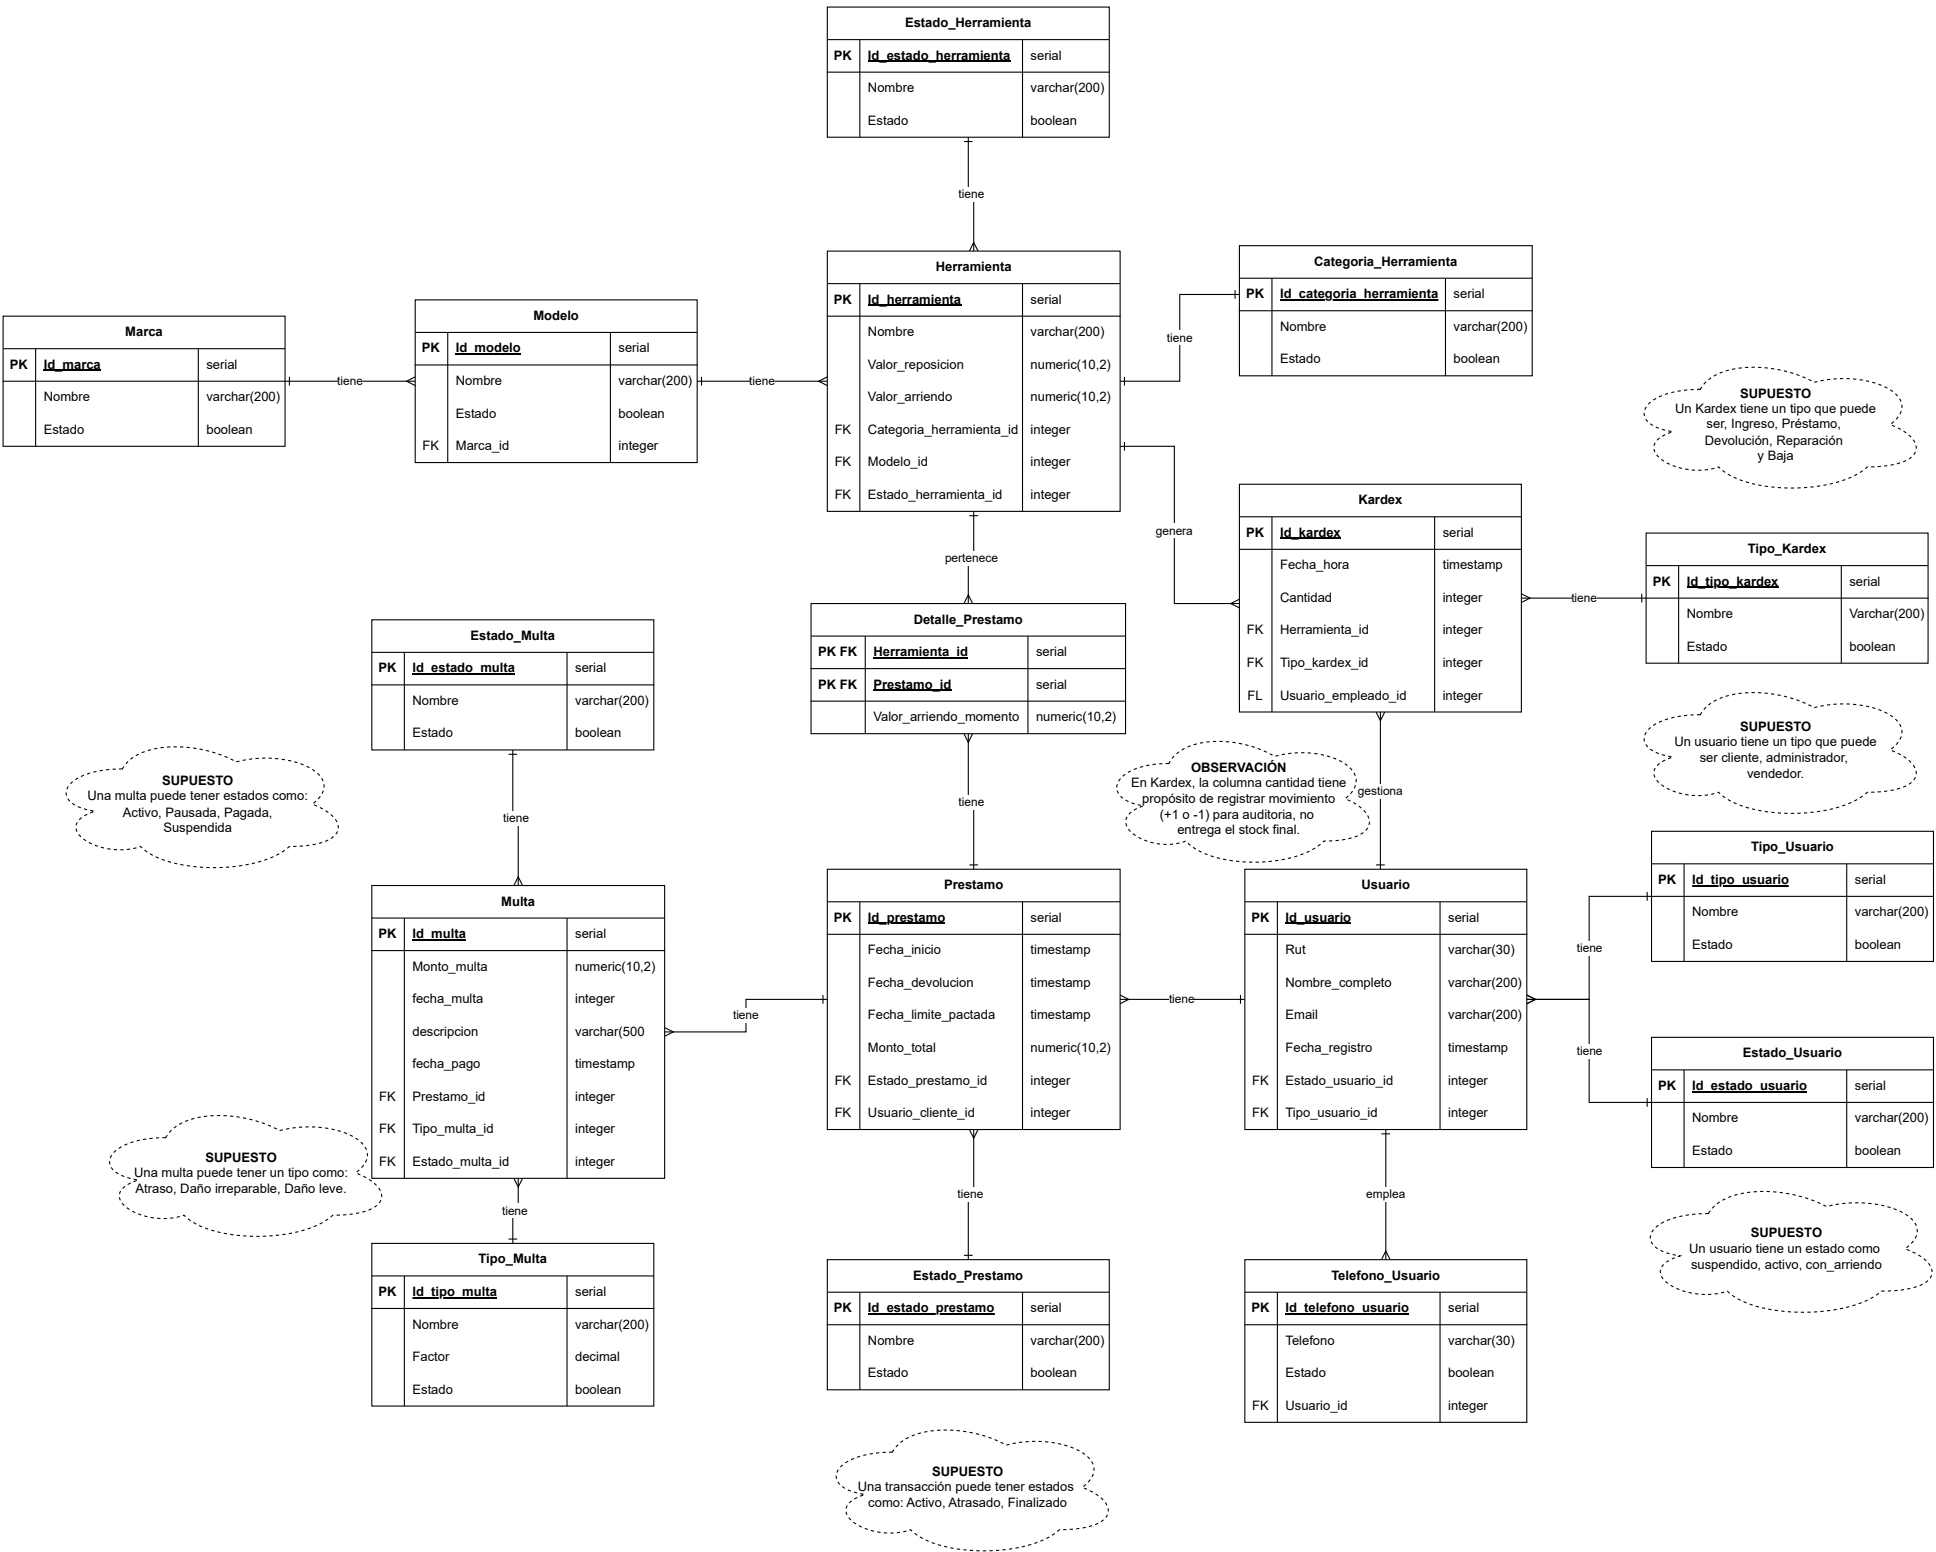 Estado_Herramienta
PK Id_estado_herramienta serial
Nombre varchar(200)
Estado boolean
tiene
Herramienta
PK Id_herramienta serial
Nombre varchar(200)
Valor_reposicion numeric(10,2)
Valor_arriendo numeric(10,2)
FK Categoria_herramienta_id integer
FK Modelo_id integer
FK Estado_herramienta_id integer
Categoria_Herramienta
PK Id_categoria_herramienta serial
Nombre varchar(200)
Estado boolean
tiene
Marca
PK Id_marca serial
Nombre varchar(200)
Estado boolean
tiene
Modelo
PK Id_modelo serial
Nombre varchar(200)
Estado boolean
FK Marca_id integer
tiene
SUPUESTO
Un Kardex tiene un tipo que puede
ser, Ingreso, Préstamo,
Devolución, Reparación
y Baja
genera
Kardex
PK Id_kardex serial
Fecha_hora timestamp
Cantidad integer
FK Herramienta_id integer
FK Tipo_kardex_id integer
FL Usuario_empleado_id integer
tiene
Tipo_Kardex
PK Id_tipo_kardex serial
Nombre Varchar(200)
Estado boolean
pertenece
Detalle_Prestamo
PK FK Herramienta_id serial
PK FK Prestamo_id serial
Valor_arriendo_momento numeric(10,2)
Estado_Multa
PK Id_estado_multa serial
Nombre varchar(200)
Estado boolean
SUPUESTO
Una multa puede tener estados como:
Activo, Pausada, Pagada,
Suspendida
tiene
tiene
OBSERVACIÓN
En Kardex, la columna cantidad tiene
propósito de registrar movimiento
(+1 o -1) para auditoria, no
entrega el stock final.
gestiona
SUPUESTO
Un usuario tiene un tipo que puede
ser cliente, administrador,
vendedor.
Multa
PK Id_multa serial
Monto_multa numeric(10,2)
fecha_multa integer
descripcion varchar(500
fecha_pago timestamp
FK Prestamo_id integer
FK Tipo_multa_id integer
FK Estado_multa_id integer
tiene
Prestamo
PK Id_prestamo serial
Fecha_inicio timestamp
Fecha_devolucion timestamp
Fecha_limite_pactada timestamp
Monto_total numeric(10,2)
FK Estado_prestamo_id integer
FK Usuario_cliente_id integer
tiene
Usuario
PK Id_usuario serial
Rut varchar(30)
Nombre_completo varchar(200)
Email varchar(200)
Fecha_registro timestamp
FK Estado_usuario_id integer
FK Tipo_usuario_id integer
Tipo_Usuario
PK Id_tipo_usuario serial
Nombre varchar(200)
Estado boolean
tiene
tiene
Estado_Usuario
PK Id_estado_usuario serial
Nombre varchar(200)
Estado boolean
SUPUESTO
Una multa puede tener un tipo como:
Atraso, Daño irreparable, Daño leve.
tiene
tiene
emplea
SUPUESTO
Un usuario tiene un estado como
suspendido, activo, con_arriendo
Tipo_Multa
PK Id_tipo_multa serial
Nombre varchar(200)
Factor decimal
Estado boolean
Estado_Prestamo
PK Id_estado_prestamo serial
Nombre varchar(200)
Estado boolean
Telefono_Usuario
PK Id_telefono_usuario serial
Telefono varchar(30)
Estado boolean
FK Usuario_id integer
SUPUESTO
Una transacción puede tener estados
como: Activo, Atrasado, Finalizado